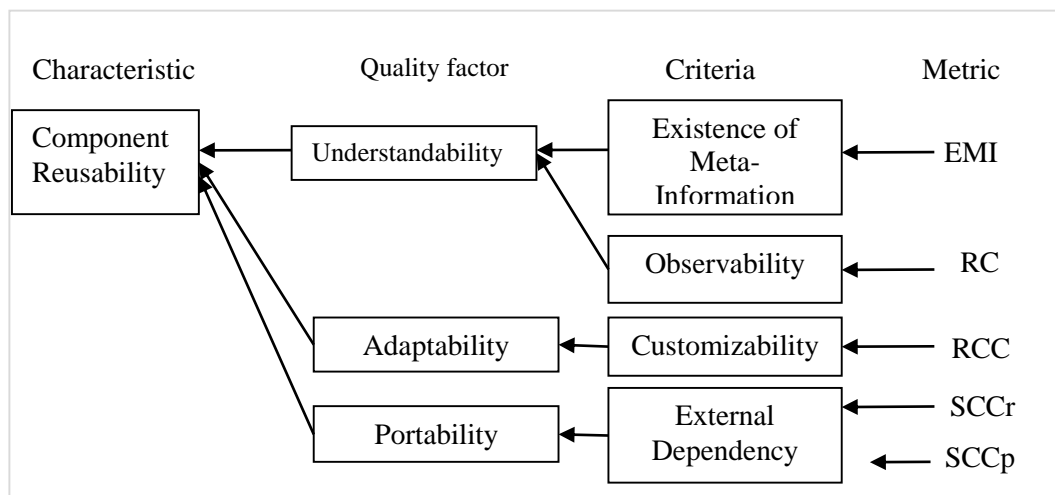 Characteristic
Quality factor
Criteria
Metric
Component
Reusability
Understandability
Existence of
Meta-
Information
EMI
Observability
RC
Adaptability
Customizability
RCC
Portability
External
Dependency
SCCr
SCCp